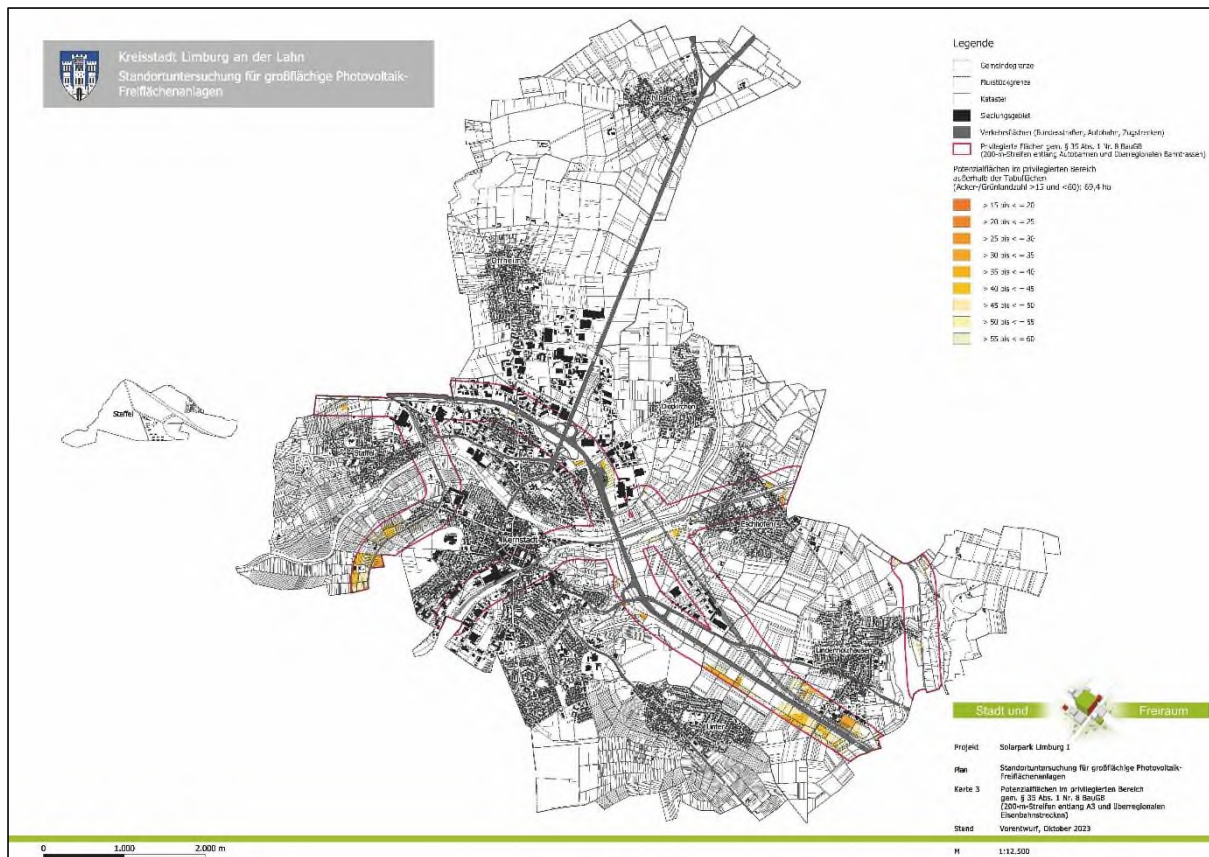 Kreisstadt Limburg an der Lahn
Standortuntersuchung für großflächige Photovoltaik-
Freiflächenanlagen
Legende
Gemeindegrenze
Flurstückgrenze
Kataster
Siedlungsgebiet
Verkehrsflächen (Bundesstraßen, Autobahn, Zugstrecken)
Privilegierte Flächen gem. § 35 Abs. 1 Nr. 8 BauGB
(200-m-Streifen entlang Autobahnen und überregionalen Bahntrassen)
Potenzialflächen im privilegierten Bereich
außerhalb der Tabuflächen
(Acker-/Grünlandzahl >15 und <60): 69,4 ha
> 15 bis < = 20
> 20 bis < = 25
> 25 bis < = 30
> 30 bis < = 35
> 35 bis < = 40
> 40 bis < = 45
> 45 bis < = 50
> 50 bis < = 55
> 55 bis < = 60
Ahlbach
Offheim
Dietkirchen
Staffel
Staffel
Eschhofen
Kernstadt
Lindenholzhausen
Linter
Stadt und Freiraum
Projekt Solarpark Limburg I
Plan Standortuntersuchung für großflächige Photovoltaik-
Freiflächenanlagen
Karte 3 Potenzialflächen im privilegierten Bereich
gem. § 35 Abs. 1 Nr. 8 BauGB
(200-m-Streifen entlang A3 und überregionalen
Eisenbahnstrecken)
Stand Vorentwurf, Oktober 2023
M 1:12.500
0 1.000 2.000 m